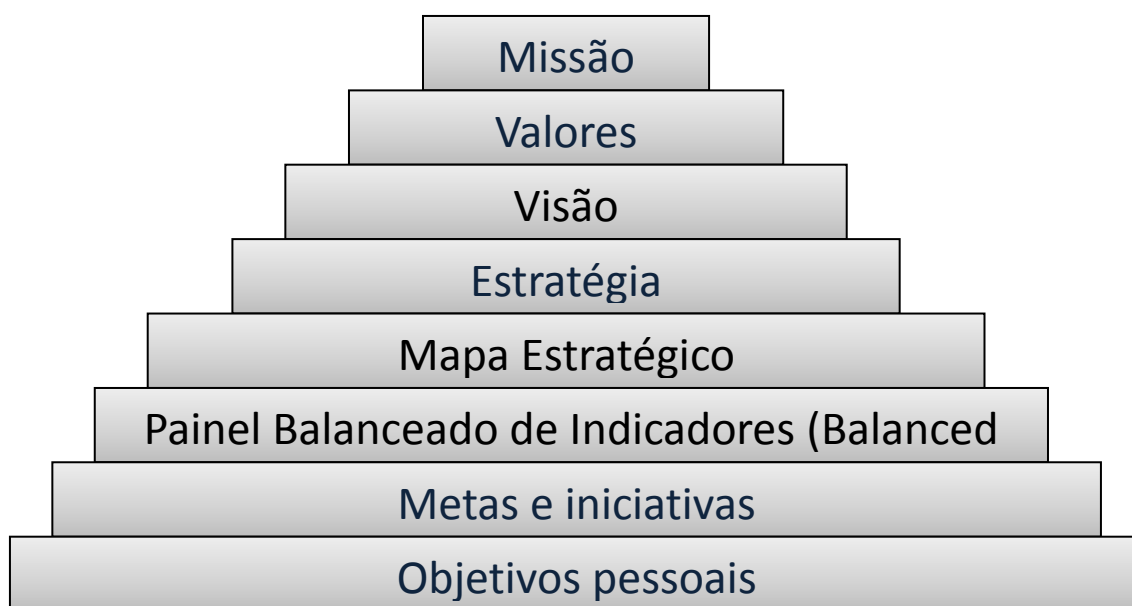 Missão
Valores
Visão
Estratégia
Mapa Estratégico
Painel Balanceado de Indicadores (Balanced
Metas e iniciativas
Objetivos pessoais